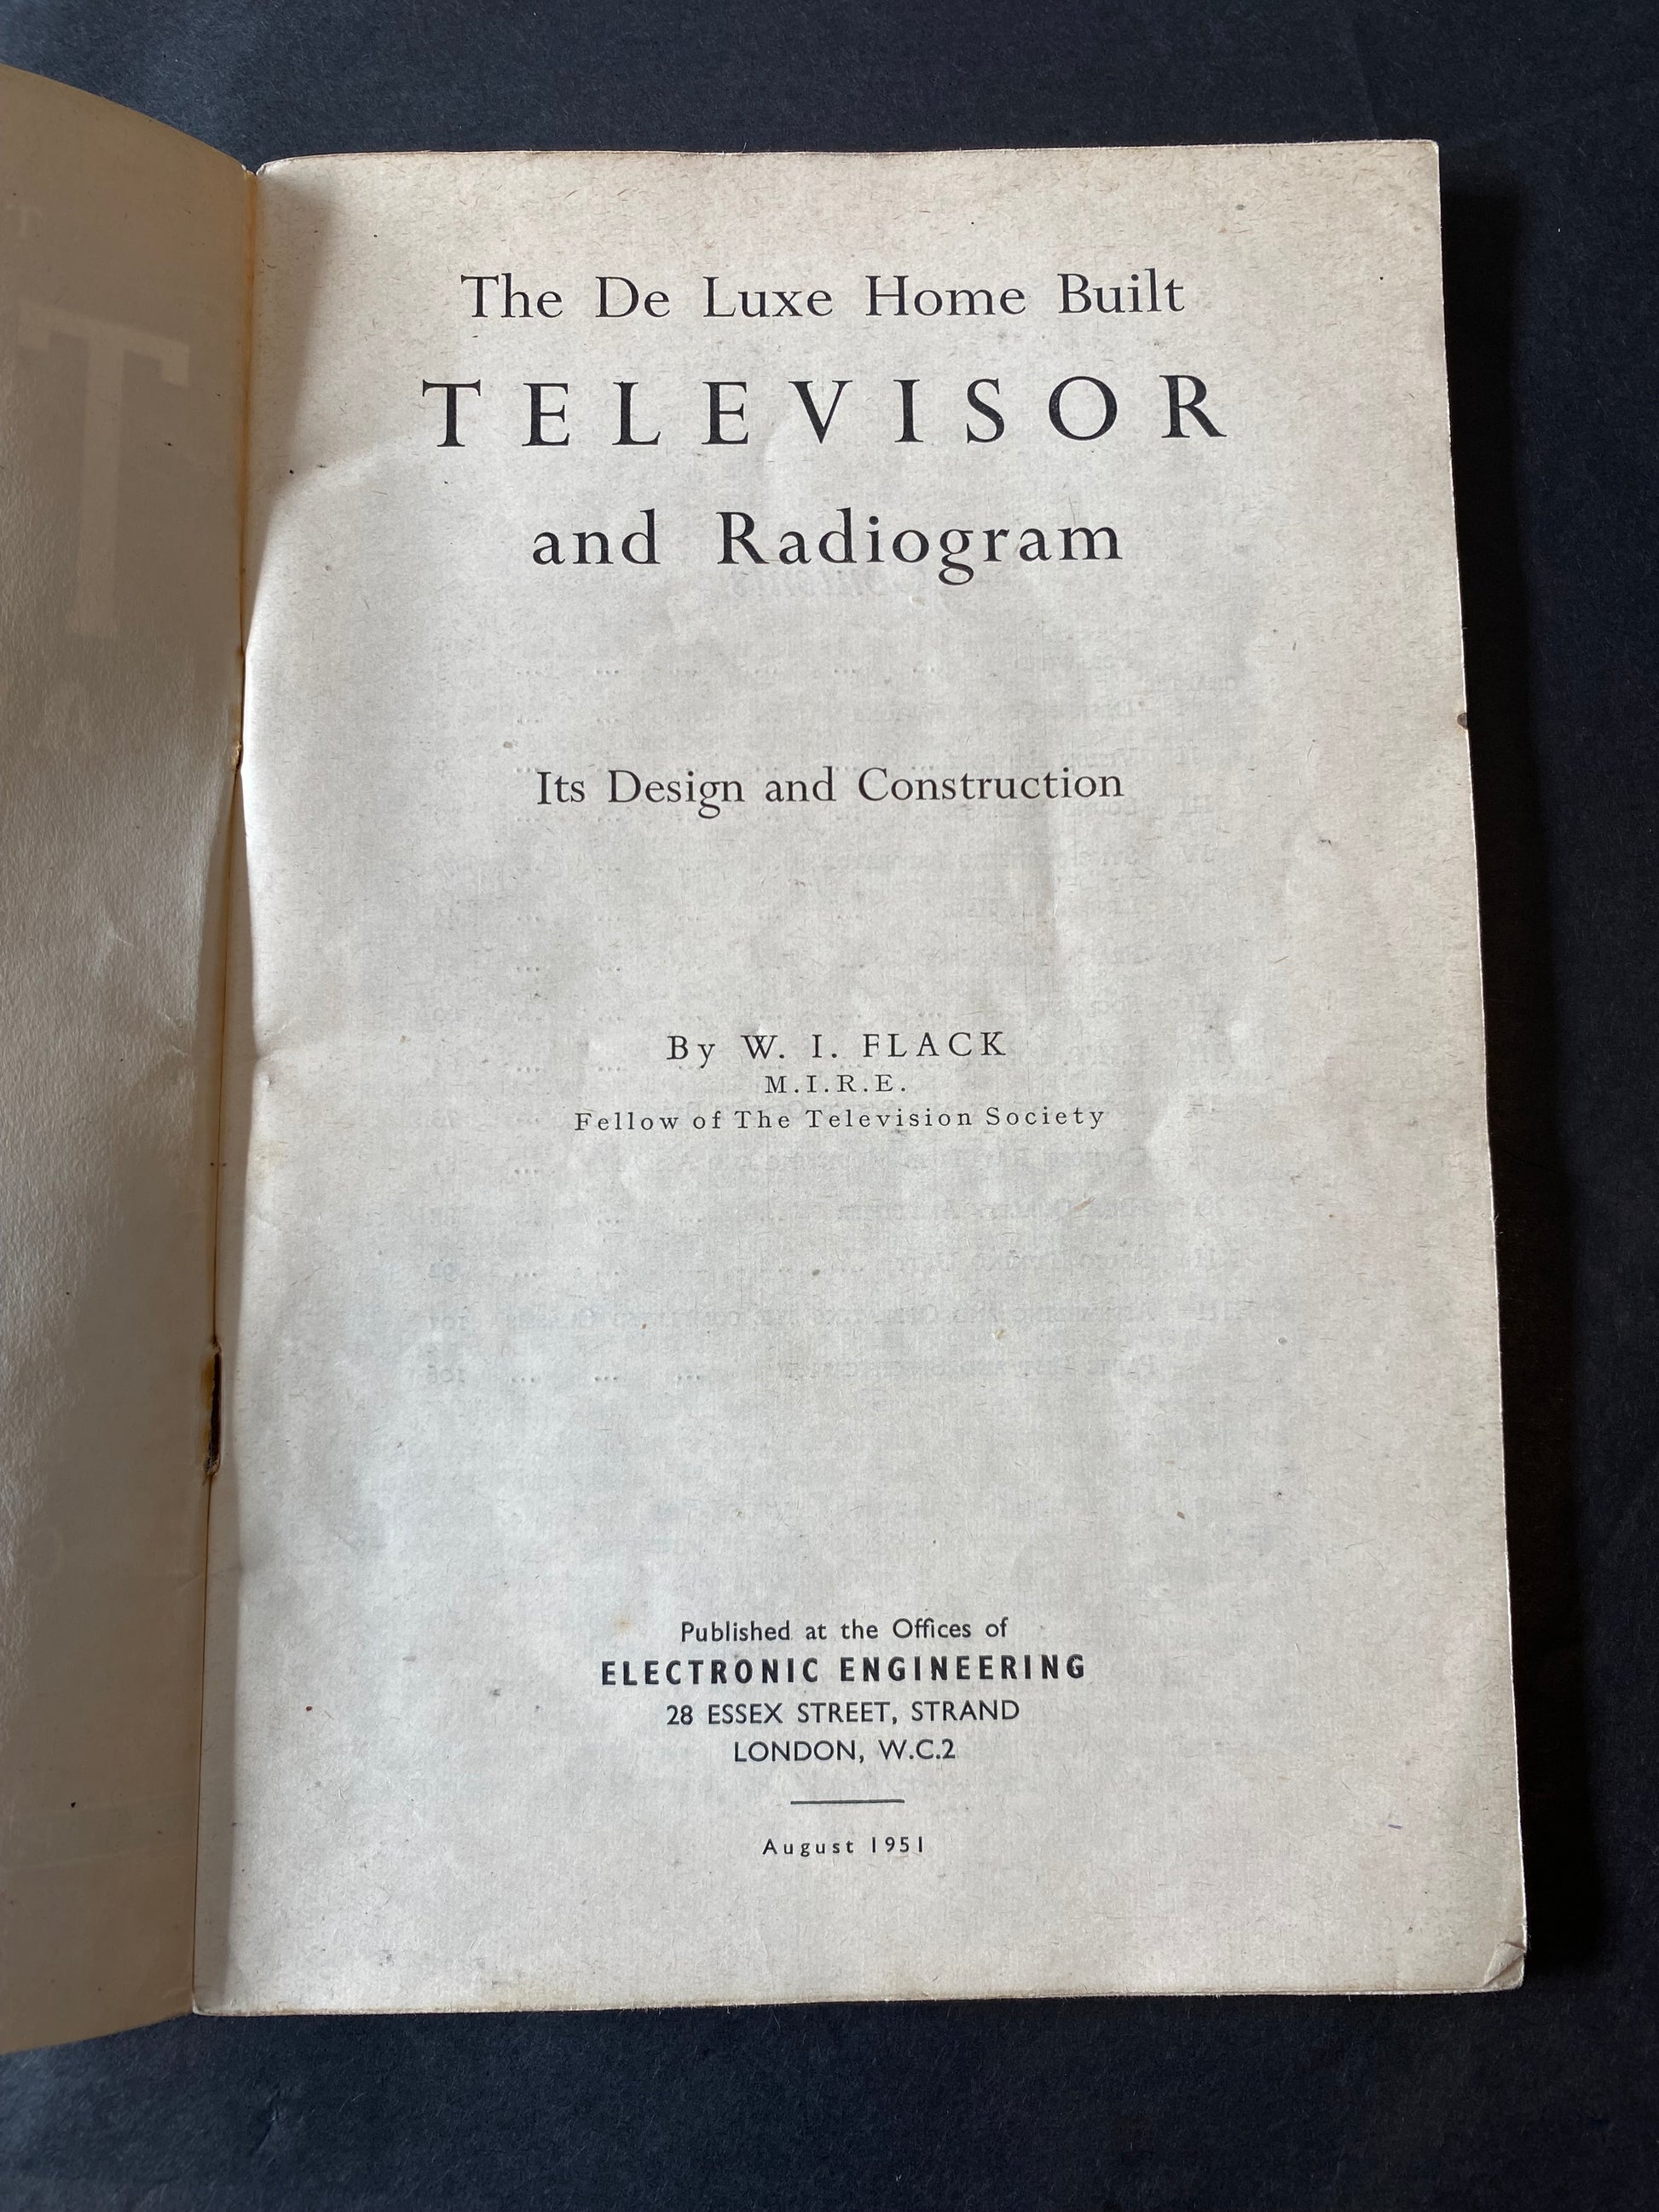 The De Luxe Home Built
TELEVISOR
and Radiogram
Its Design and Construction
By W. I. FLACK
M.I.R.E.
Fellow of The Television Society
Published at the Offices of
ELECTRONIC ENGINEERING
28 ESSEX STREET, STRAND
LONDON, W.C.2
August 1951